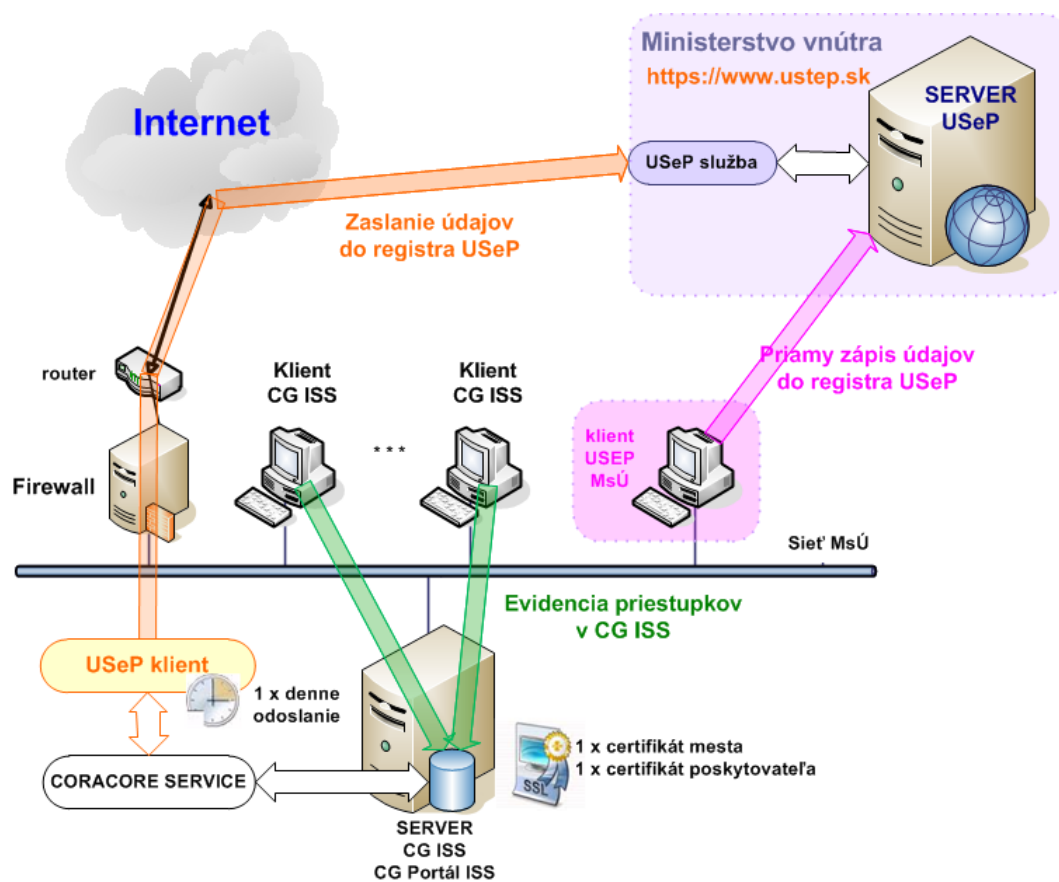 Ministerstvo vnútra
https://www.ustep.sk
SERVER
USeP
Internet
USeP služba
Zaslanie údajov
do registra USeP
Priamy zápis údajov
do registra USeP
router
Klient
CG ISS
Klient
CG ISS
* * *
klient
USEP
MsÚ
Firewall
Sieť MsÚ
Evidencia priestupkov
v CG ISS
USeP klient
1 x denne
odoslanie
CORACORE SERVICE
1 x certifikát mesta
1 x certifikát poskytovateľa
SSL
SERVER
CG ISS
CG Portál ISS